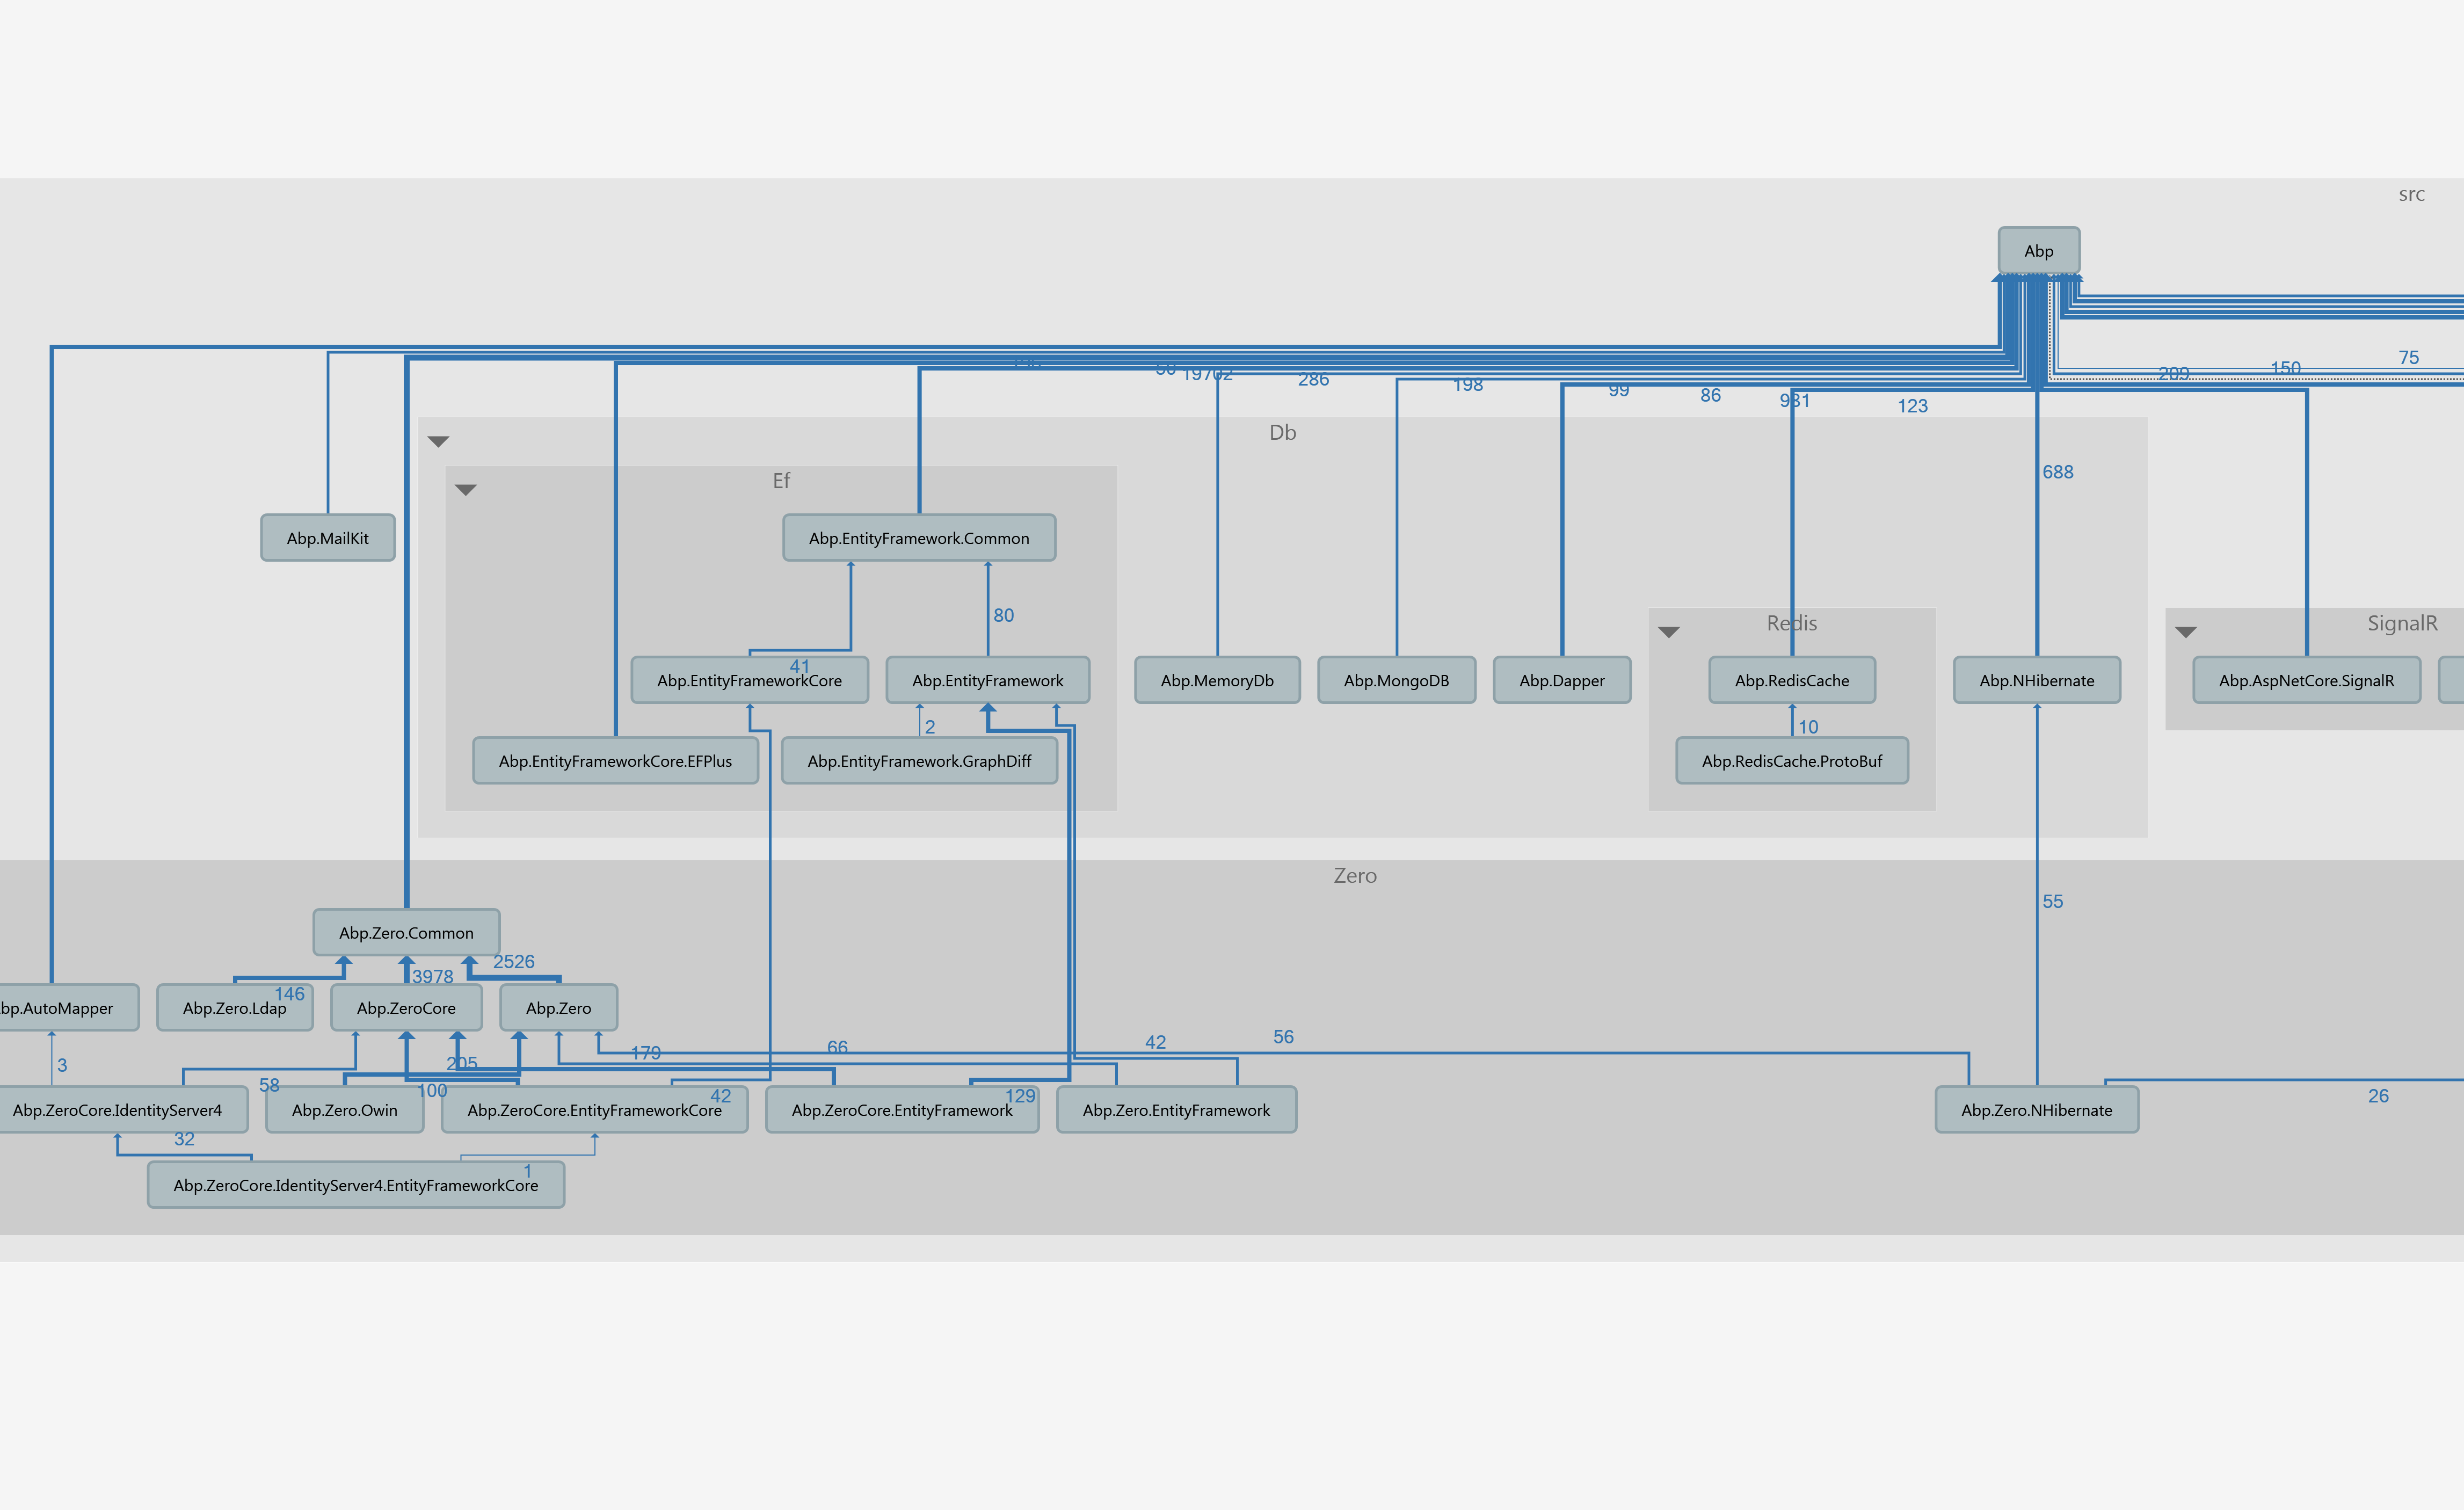 src
Abp
75
150
209
19702
286
198
99
86
931
123
Db
688
Ef
Abp.MailKit
Abp.EntityFramework.Common
80
Redis
SignalR
41
Abp.EntityFrameworkCore
Abp.EntityFramework
Abp.MemoryDb
Abp.MongoDB
Abp.Dapper
Abp.RedisCache
Abp.NHibernate
Abp.AspNetCore.SignalR
2
10
Abp.EntityFrameworkCore.EFPlus
Abp.EntityFramework.GraphDiff
Abp.RedisCache.ProtoBuf
Zero
55
Abp.Zero.Common
2526
3978
146
bp.AutoMapper
Abp.Zero.Ldap
Abp.ZeroCore
Abp.Zero
56
42
66
179
205
3
58
100
42
129
26
Abp.ZeroCore.IdentityServer4
Abp.Zero.Owin
Abp.ZeroCore.EntityFrameworkCore
Abp.ZeroCore.EntityFramework
Abp.Zero.EntityFramework
Abp.Zero.NHibernate
32
1
Abp.ZeroCore.IdentityServer4.EntityFrameworkCore